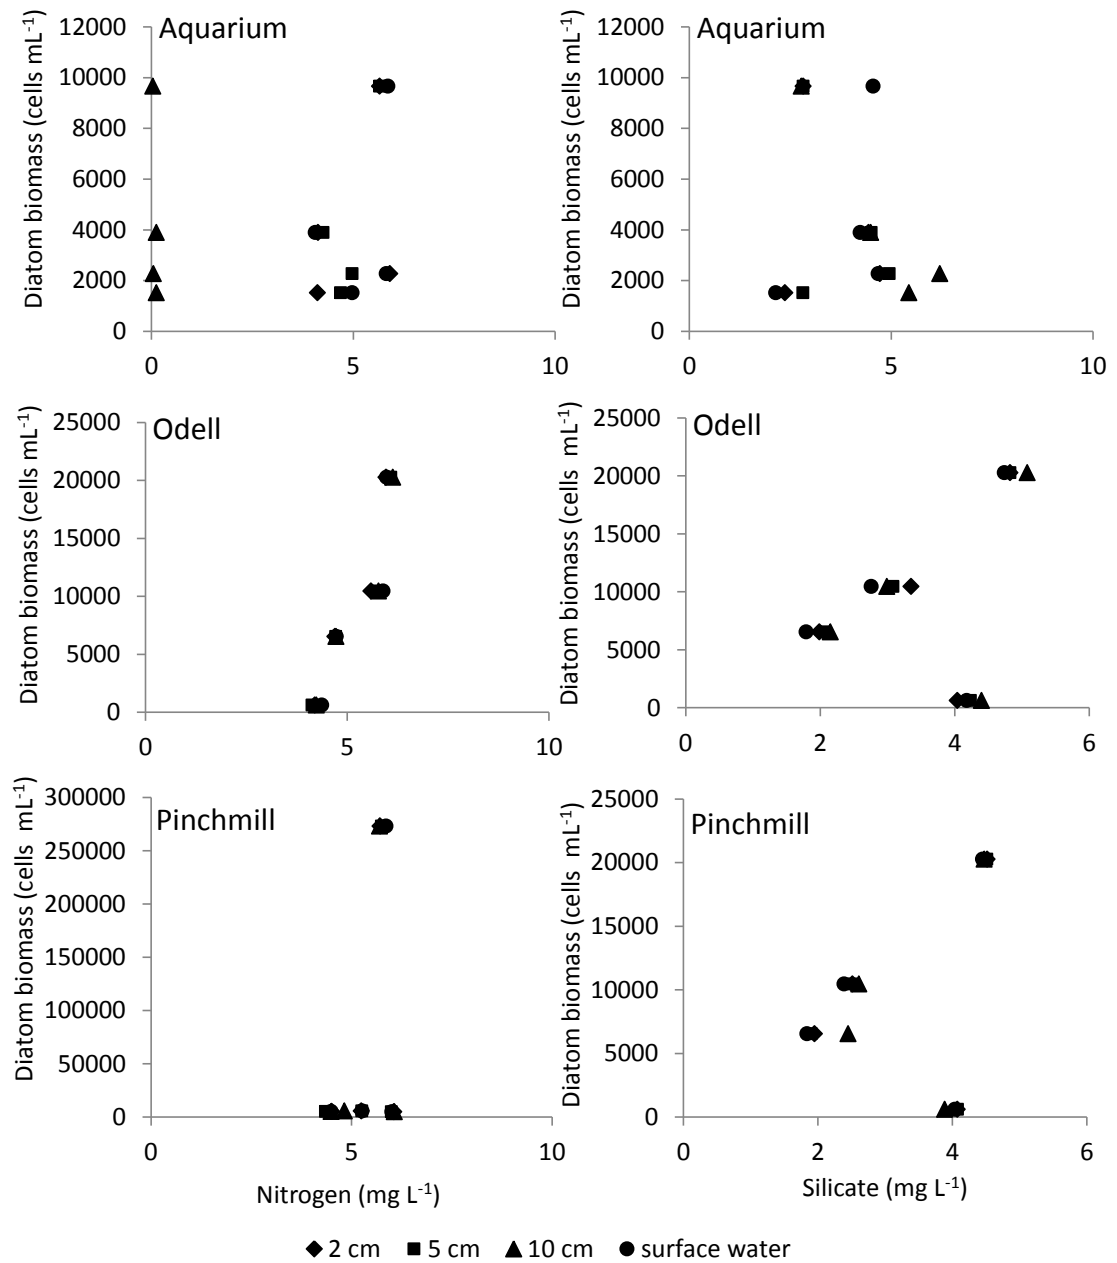 Aquarium
Diatom biomass (cells mL-1)
12000
10000
8000
6000
4000
2000
0
0 5 10
Aquarium
Diatom biomass (cells mL-1)
12000
10000
8000
6000
4000
2000
0
0 5 10
Odell
Diatom biomass (cells mL-1)
25000
20000
15000
10000
5000
0
0 5 10
Odell
Diatom biomass (cells mL-1)
25000
20000
15000
10000
5000
0
0 2 4 6
Pinchmill
Diatom biomass (cells mL-1)
300000
250000
200000
150000
100000
50000
0
0 5 10
Nitrogen (mg L-1)
Pinchmill
Diatom biomass (cells mL-1)
25000
20000
15000
10000
5000
0
0 2 4 6
Silicate (mg L-1)
2 cm 5 cm 10 cm surface water